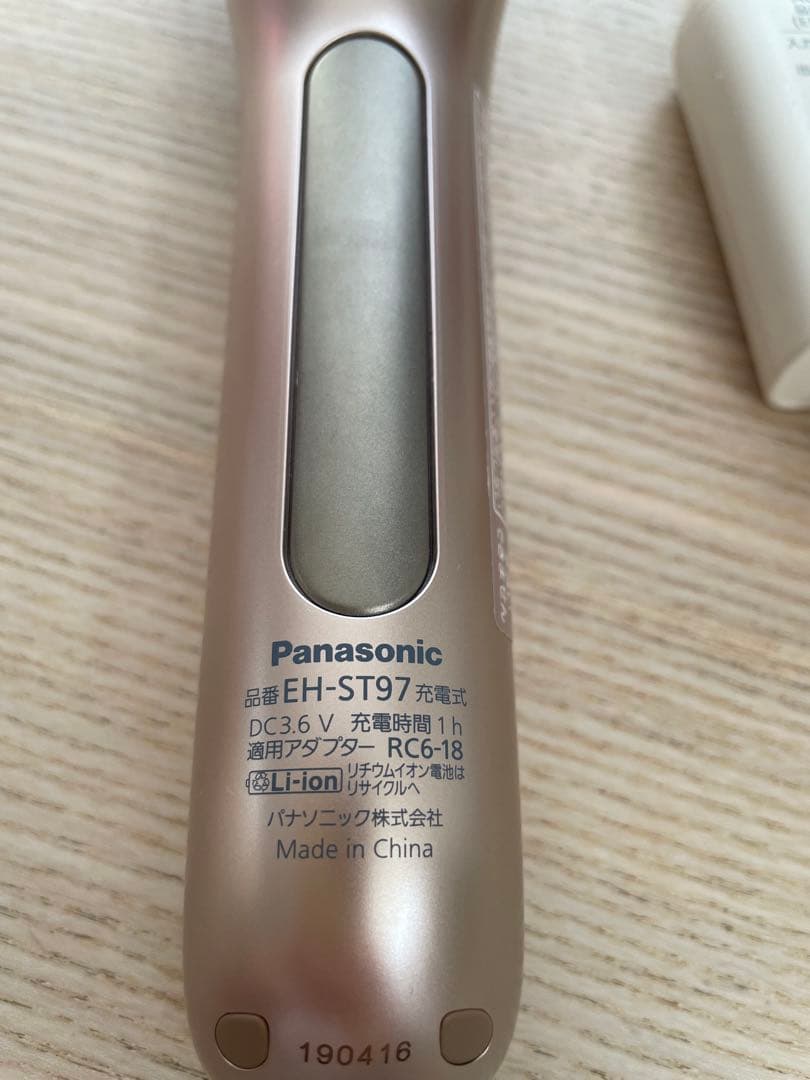 Panasonic
品番 EH-ST97 充電式
DC3.6 V 充電時間 1h
適用アダプター RC6-18
Li-ion リチウムイオン電池は
リサイクルへ
パナソニック株式会社
Made in China
190416